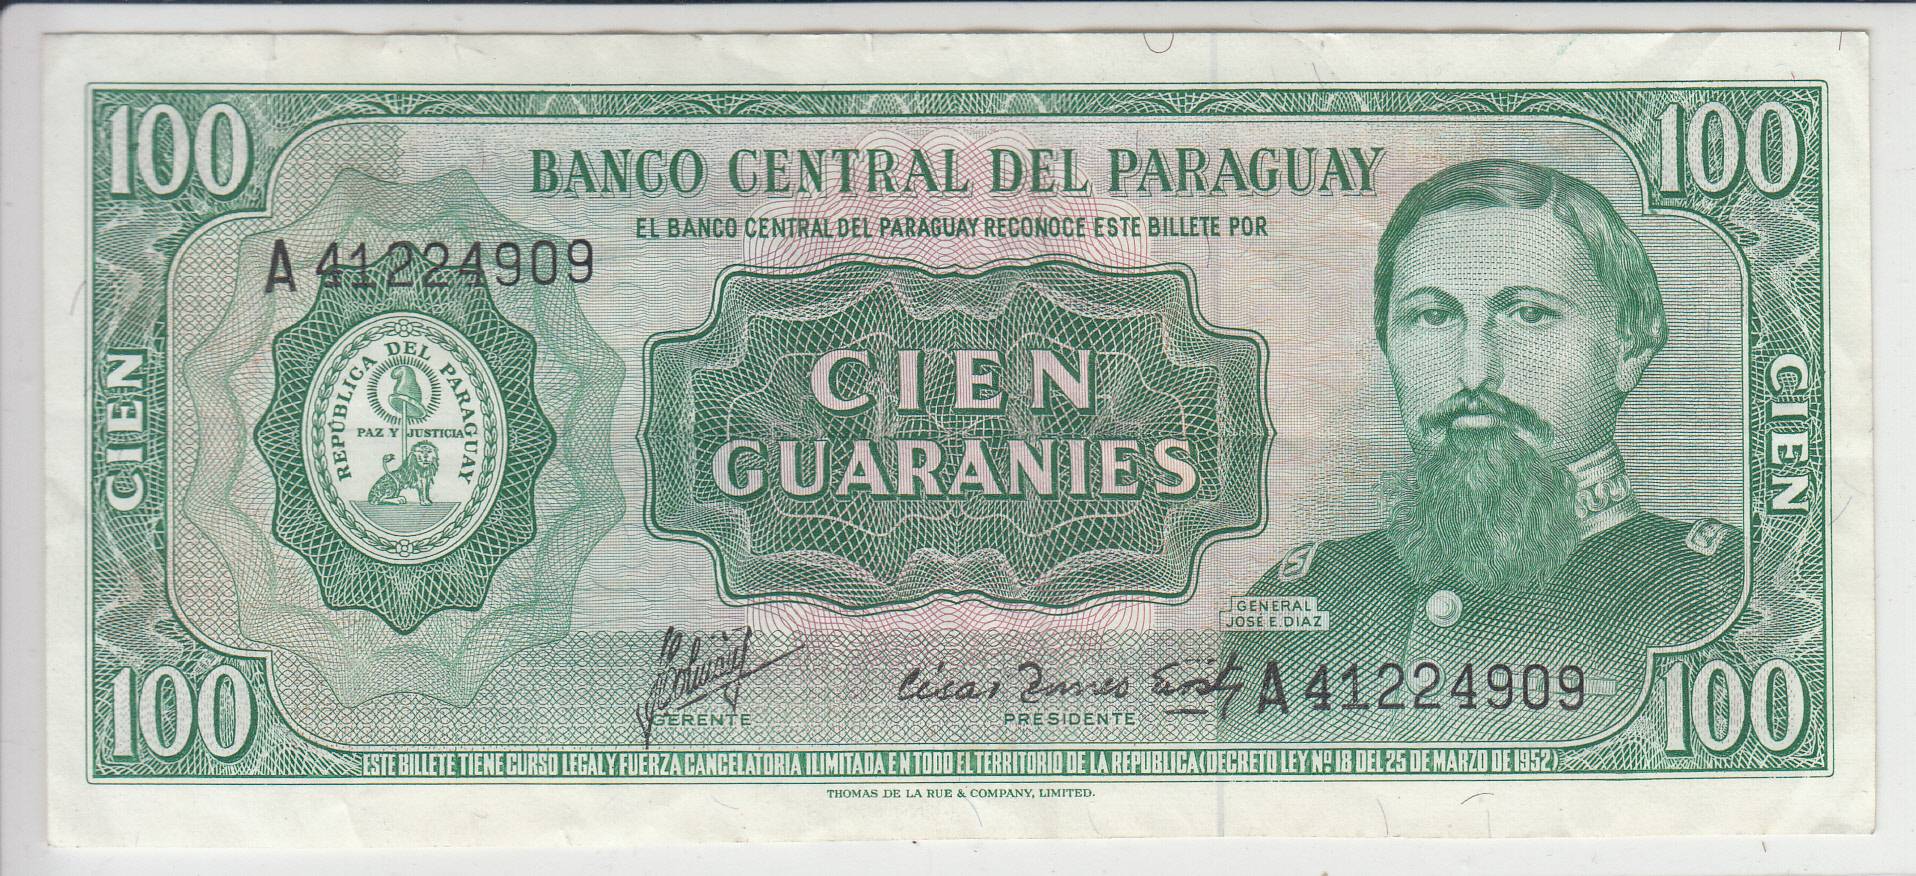 100
100
BANCO CENTRAL DEL PARAGUAY
EL BANCO CENTRAL DEL PARAGUAY RECONOCE ESTE BILLETE POR
A 41224909
CIEN
GUARANIES
REPÚBLICA DEL PARAGUAY
PAZ Y JUSTICIA
CIEN
CIEN
GENERAL
JOSE E. DIAZ
A 41224909
GERENTE
PRESIDENTE
100
100
ESTE BILLETE TIENE CURSO LEGAL Y FUERZA CANCELATORIA ILIMITADA EN TODO EL TERRITORIO DE LA REPUBLICA (DECRETO LEY Nº 18 DEL 25 DE MARZO DE 1952)
THOMAS DE LA RUE & COMPANY, LIMITED.